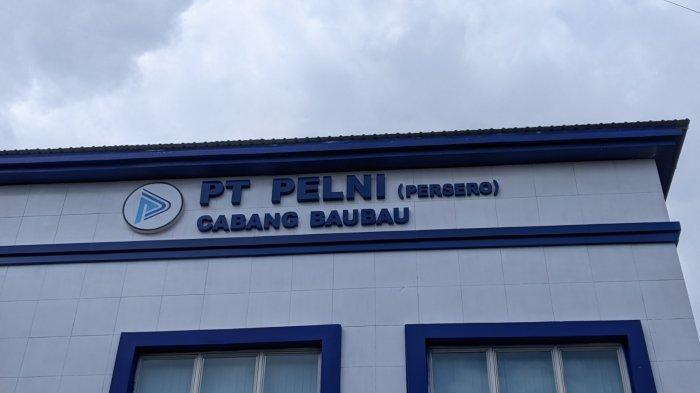 PT PELNI (PERSERO)
CABANG BAUBAU